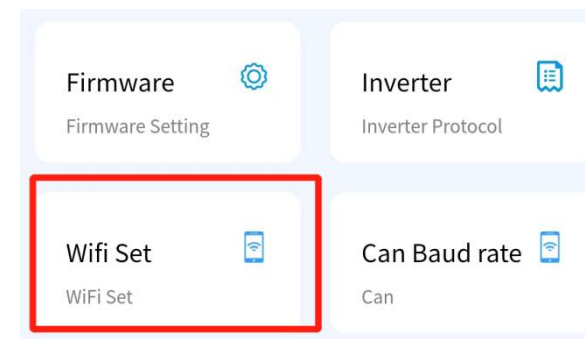 Firmware
Firmware Setting
Inverter
Inverter Protocol
Wifi Set
WiFi Set
Can Baud rate
Can